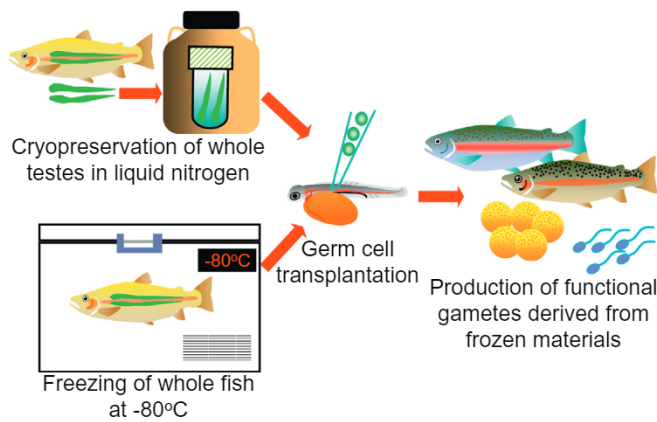 Cryopreservation of whole
testes in liquid nitrogen
-80°C
Freezing of whole fish
at -80°C
Germ cell
transplantation
Production of functional
gametes derived from
frozen materials